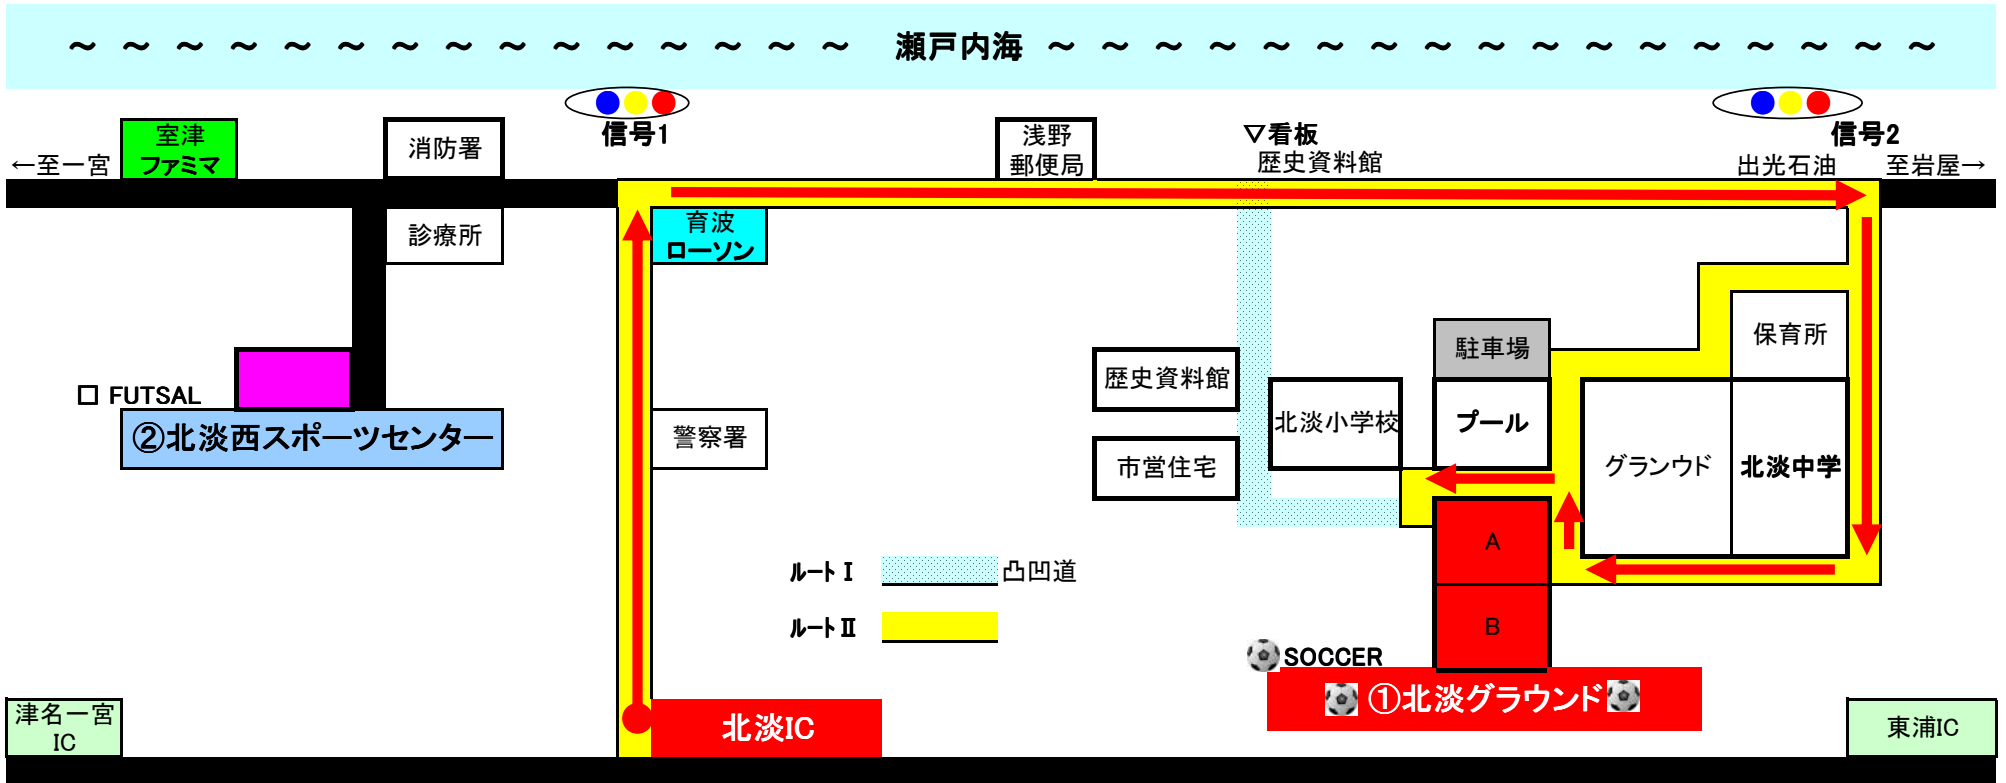 ～ ～ ～ ～ ～ ～ ～ ～ ～ ～ ～ ～ ～ ～ ～ 瀬戸内海 ～ ～ ～ ～ ～ ～ ～ ～ ～ ～ ～ ～ ～ ～ ～ ～ ～
信号1
信号2
←至一宮
室津
ファミマ
消防署
浅野
郵便局
▽看板
歴史資料館
出光石油
至岩屋→
診療所
育波
ローソン
駐車場
保育所
歴史資料館
□ FUTSAL
②北淡西スポーツセンター
警察署
北淡小学校
プール
グランウド
北淡中学
市営住宅
A
B
ルートⅠ
凸凹道
ルートⅡ
SOCCER
①北淡グラウンド
津名一宮
IC
北淡IC
東浦IC